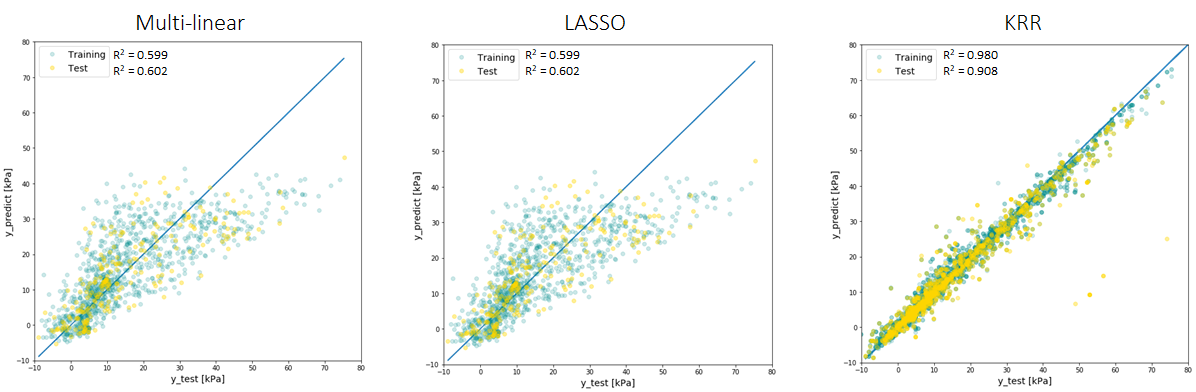 Multi-linear
Training R² = 0.599
Test R² = 0.602
80
70
60
50
40
30
20
10
0
−10
y_predict [kPa]
−10 0 10 20 30 40 50 60 70 80
y_test [kPa]
LASSO
Training R² = 0.599
Test R² = 0.602
80
70
60
50
40
30
20
10
0
−10
y_predict [kPa]
−10 0 10 20 30 40 50 60 70 80
y_test [kPa]
KRR
Training R² = 0.980
Test R² = 0.908
80
70
60
50
40
30
20
10
0
−10
y_predict [kPa]
−10 0 10 20 30 40 50 60 70 80
y_test [kPa]